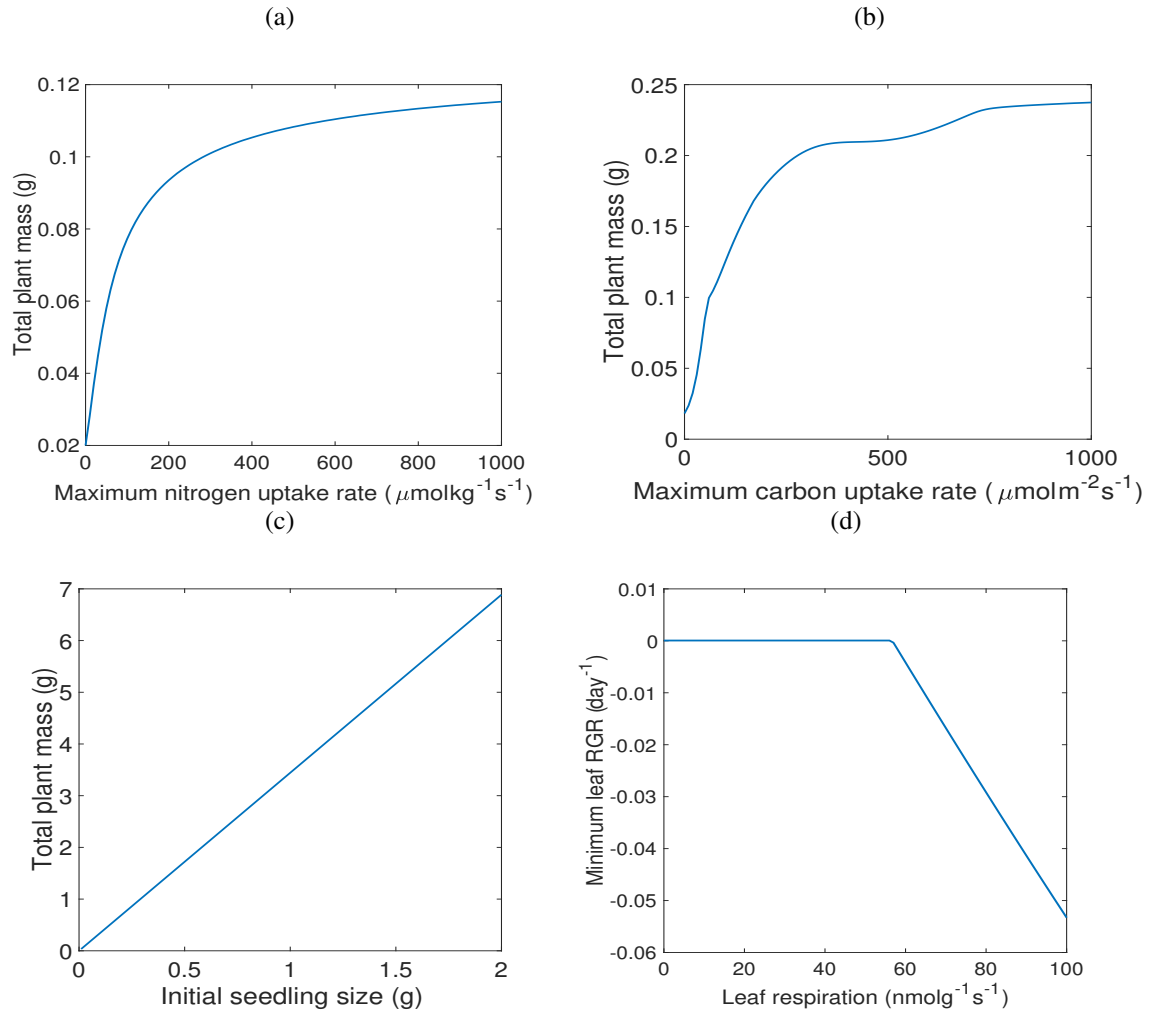 (a)
0.12
0.1
0.08
0.06
0.04
0.02
Total plant mass (g)
0 200 400 600 800 1000
Maximum nitrogen uptake rate (μmolkg⁻¹s⁻¹)
(b)
0.25
0.2
0.15
0.1
0.05
0
Total plant mass (g)
0 500 1000
Maximum carbon uptake rate (μmolm⁻²s⁻¹)
(c)
7
6
5
4
3
2
1
0
Total plant mass (g)
0 0.5 1 1.5 2
Initial seedling size (g)
(d)
0.01
0
-0.01
-0.02
-0.03
-0.04
-0.05
-0.06
Minimum leaf RGR (day⁻¹)
0 20 40 60 80 100
Leaf respiration (nmolg⁻¹s⁻¹)